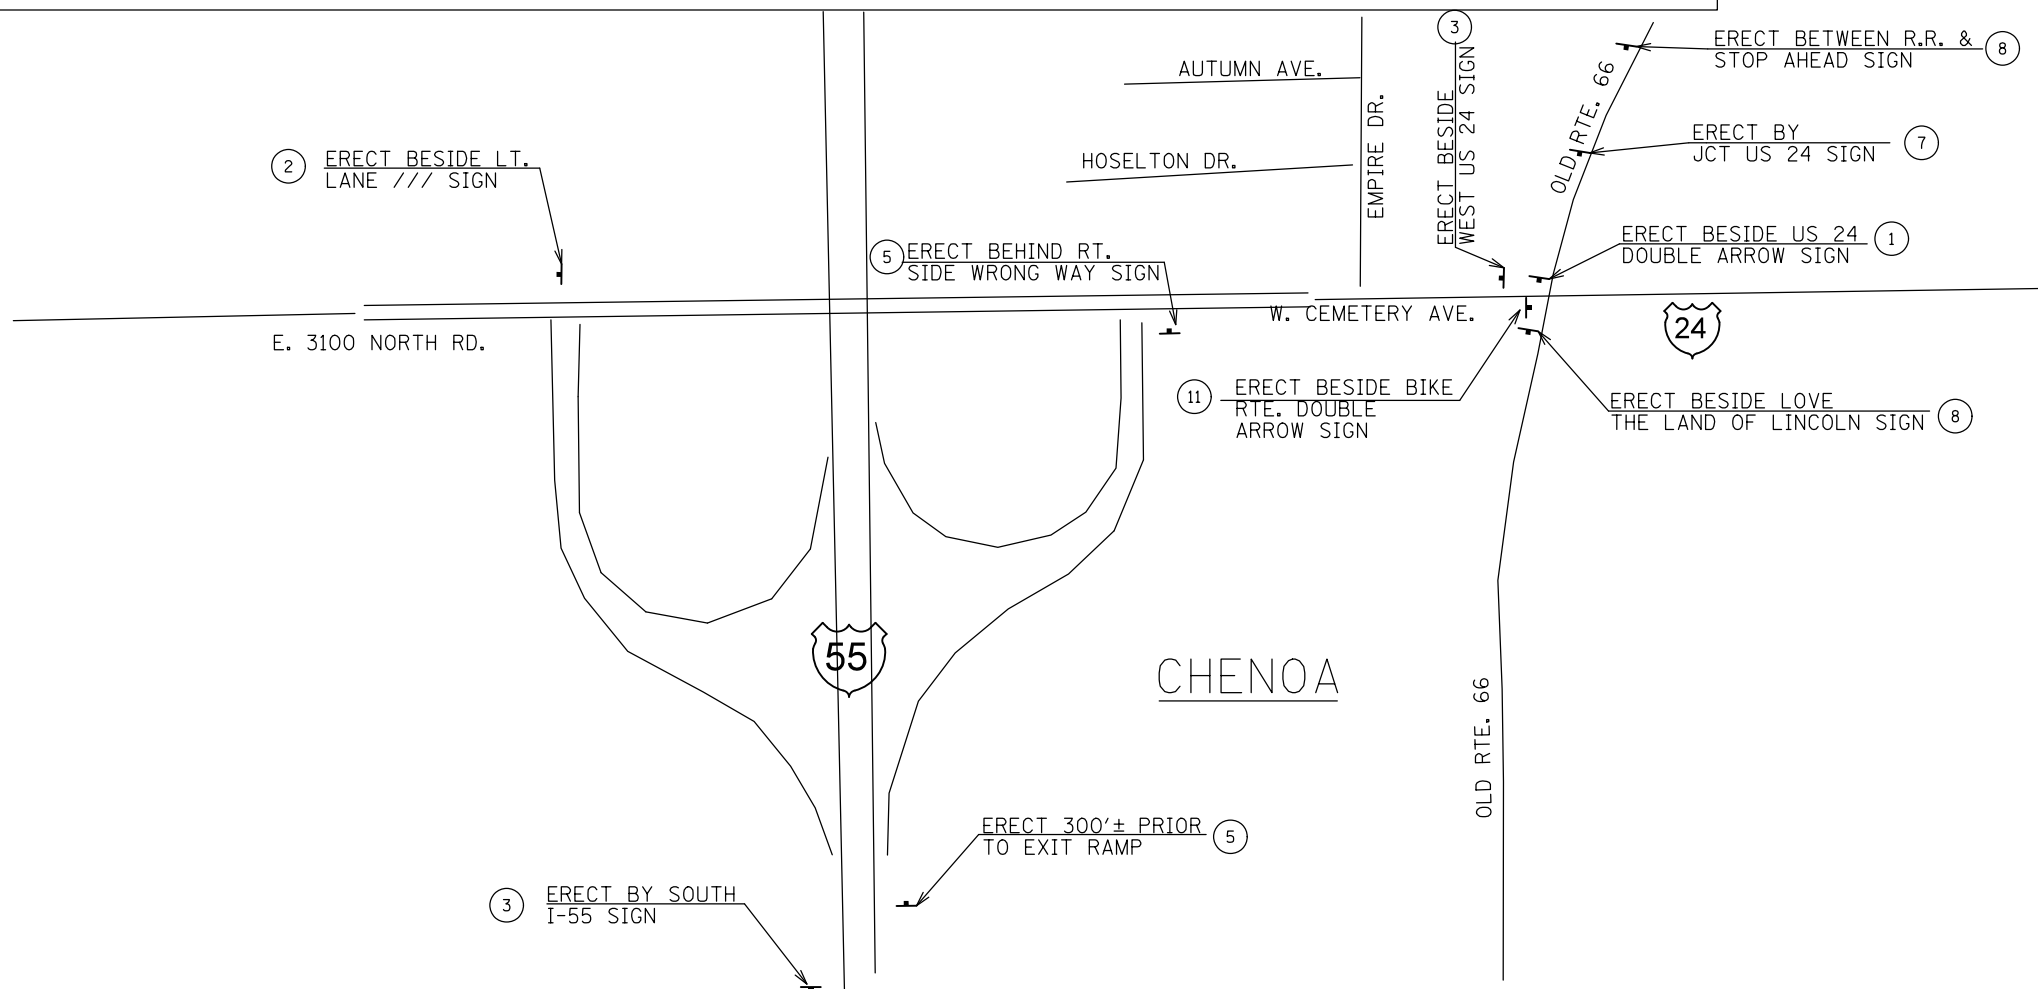 3
ERECT BESIDE
WEST US 24 SIGN
ERECT BETWEEN R.R. &
STOP AHEAD SIGN
8
AUTUMN AVE.
EMPIRE DR.
OLD RTE. 66
ERECT BY
JCT US 24 SIGN
7
2
ERECT BESIDE LT.
LANE /// SIGN
HOSELTON DR.
5
ERECT BEHIND RT.
SIDE WRONG WAY SIGN
ERECT BESIDE US 24
DOUBLE ARROW SIGN
1
W. CEMETERY AVE.
24
E. 3100 NORTH RD.
11
ERECT BESIDE BIKE
RTE. DOUBLE
ARROW SIGN
ERECT BESIDE LOVE
THE LAND OF LINCOLN SIGN
8
55
CHENOA
OLD RTE. 66
ERECT 300'± PRIOR
TO EXIT RAMP
5
3
ERECT BY SOUTH
I-55 SIGN